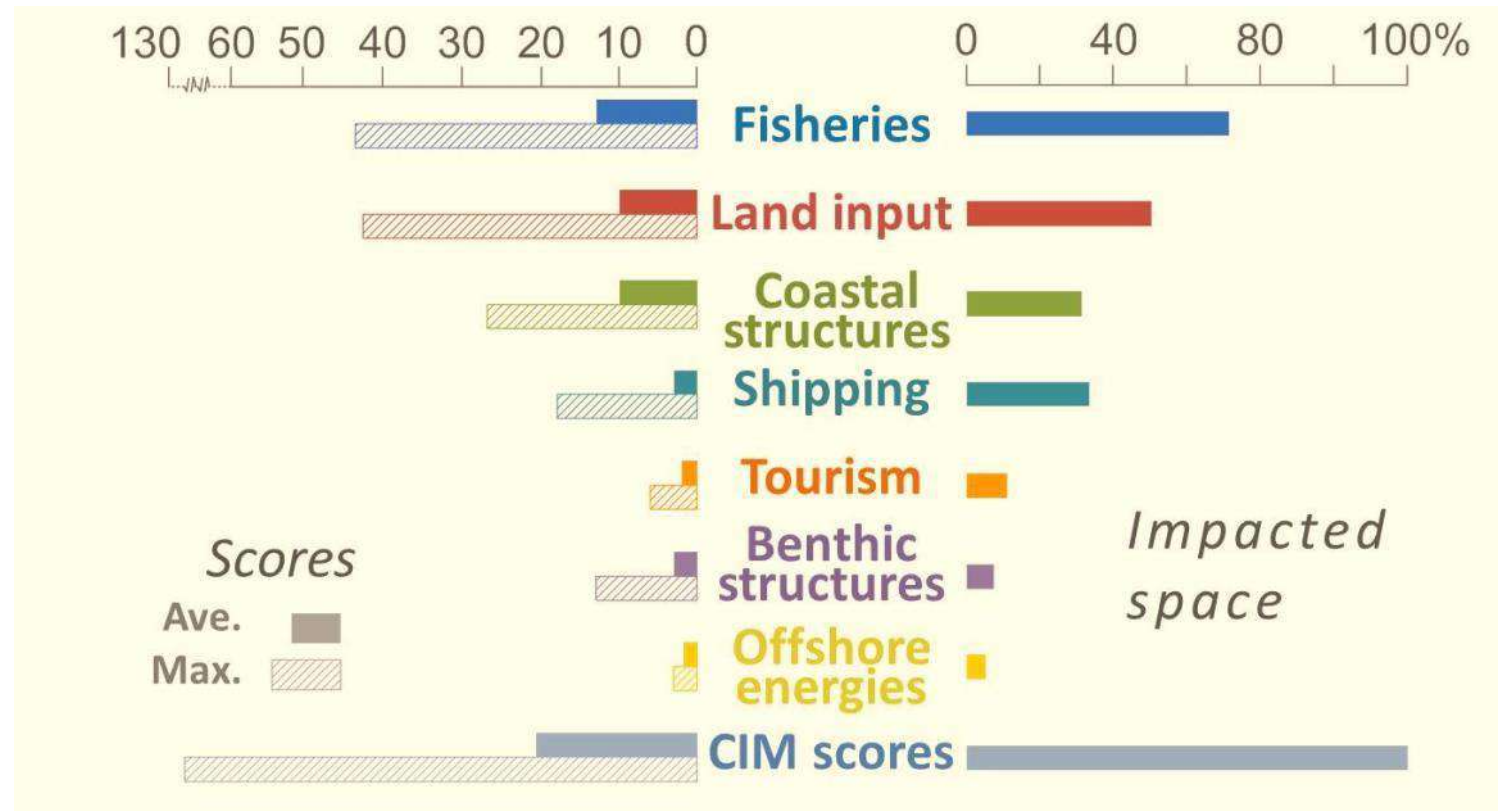 130 60 50 40 30 20 10 0
0 40 80 100%
Fisheries
Land input
Coastal
structures
Shipping
Tourism
Benthic
structures
Offshore
energies
CIM scores
Scores
Ave.
Max.
Impacted
space